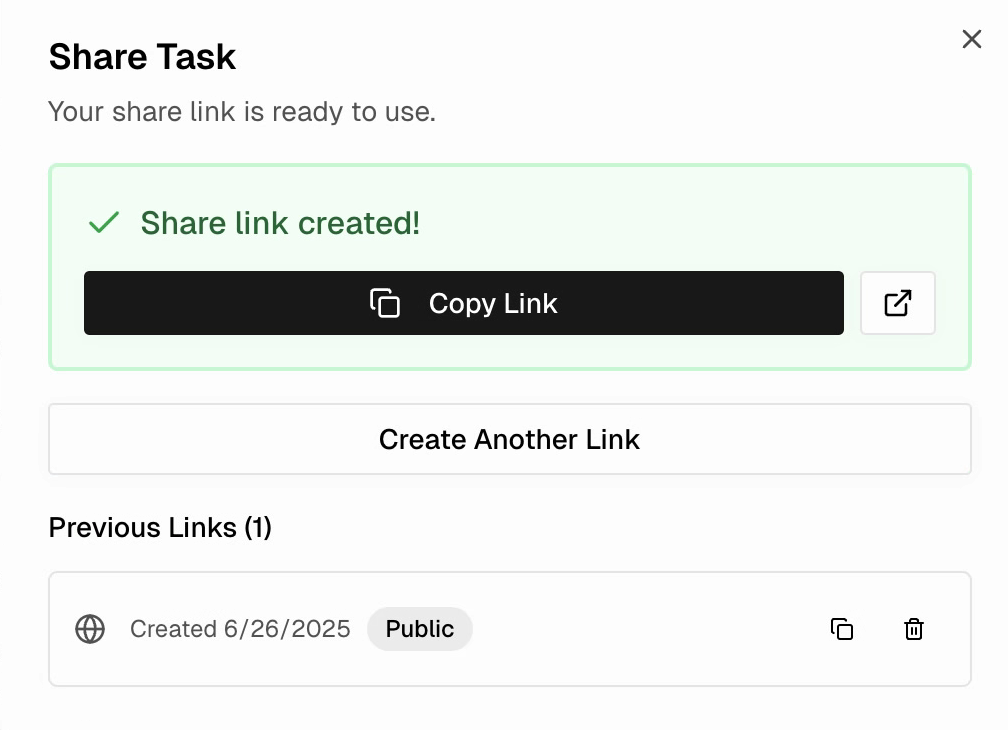 Share Task
Your share link is ready to use.
Share link created!
Copy Link
Create Another Link
Previous Links (1)
Created 6/26/2025 Public